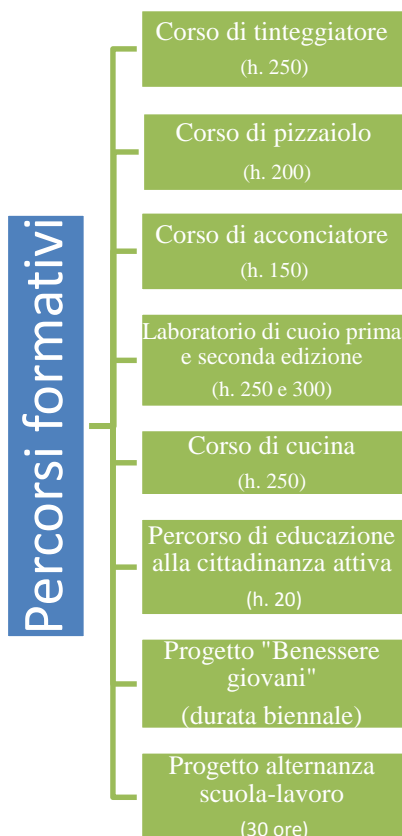 Percorsi formativi
Corso di tinteggiatore
(h. 250)
Corso di pizzaiolo
(h. 200)
Corso di acconciatore
(h. 150)
Laboratorio di cuoio prima
e seconda edizione
(h. 250 e 300)
Corso di cucina
(h. 250)
Percorso di educazione
alla cittadinanza attiva
(h. 20)
Progetto "Benessere
giovani"
(durata biennale)
Progetto alternanza
scuola-lavoro
(30 ore)